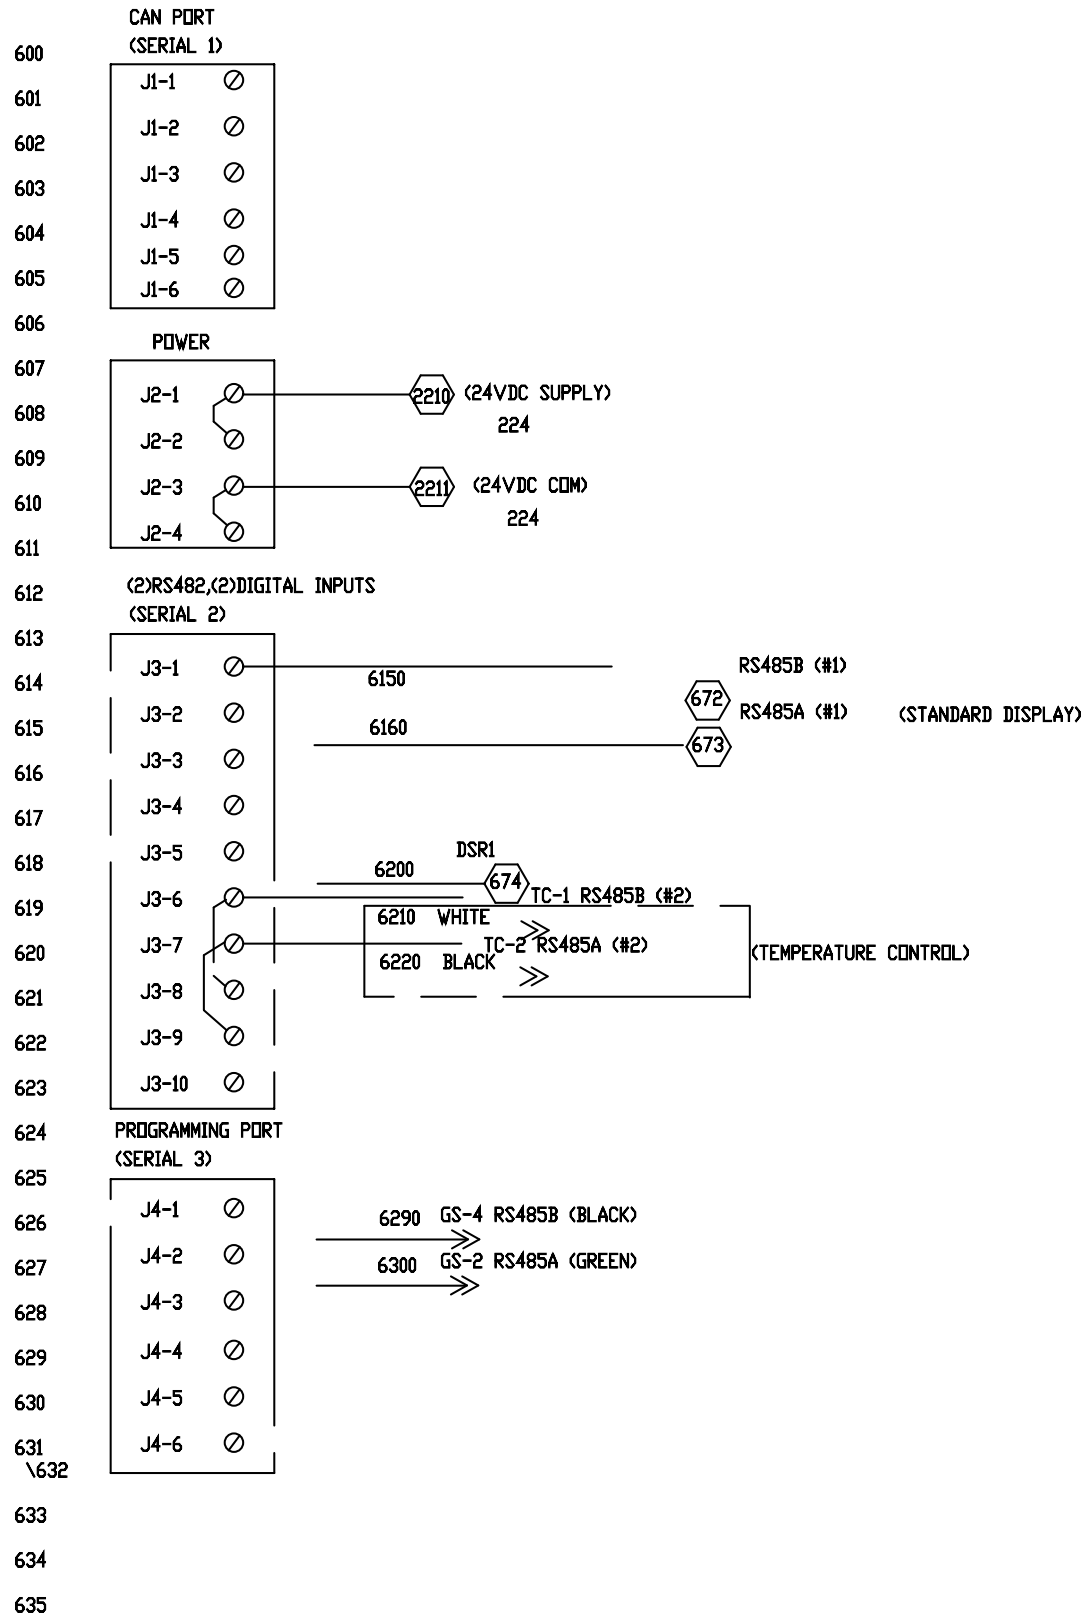 CAN PORT
(SERIAL 1)
600
J1-1
601
J1-2
602
J1-3
603
J1-4
604
J1-5
605
J1-6
606
POWER
607
J2-1 2210 (24VDC SUPPLY)
608
224
J2-2
609
J2-3 2211 (24VDC COM)
610
224
J2-4
611
612 (2)RS482,(2)DIGITAL INPUTS
(SERIAL 2)
613
J3-1 RS485B (#1)
614 6150
672
J3-2 RS485A (#1) (STANDARD DISPLAY)
615 6160
673
J3-3
616
J3-4
617
J3-5 DSR1
618 6200
674
J3-6 TC-1 RS485B (#2)
619 6210 WHITE
J3-7 TC-2 RS485A (#2)
620 (TEMPERATURE CONTROL)
6220 BLACK
621 J3-8
622 J3-9
623 J3-10
624 PROGRAMMING PORT
(SERIAL 3)
625
J4-1 6290 GS-4 RS485B (BLACK)
626
J4-2 6300 GS-2 RS485A (GREEN)
627
J4-3
628
J4-4
629
J4-5
630
J4-6
631
\632
633
634
635